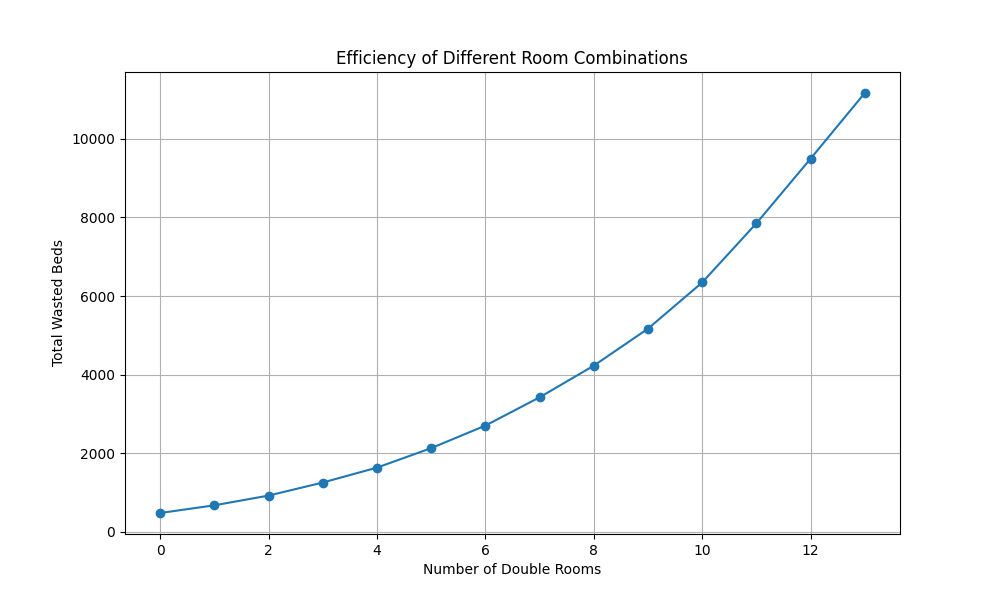 Efficiency of Different Room Combinations
10000
8000
6000
4000
2000
0
Total Wasted Beds
0 2 4 6 8 10 12
Number of Double Rooms